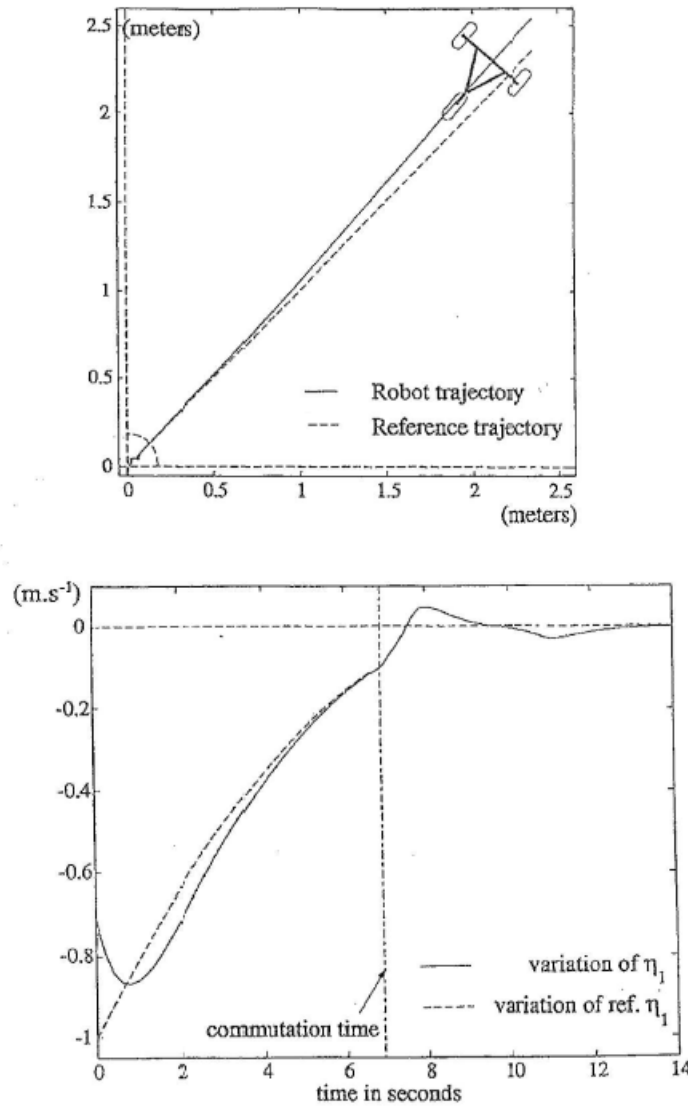 2.5
(meters)
2
1.5
1
0.5
0
Robot trajectory
Reference trajectory
0 0.5 1 1.5 2 2.5
(meters)
(m.s⁻¹)
0
-0.2
-0.4
-0.6
-0.8
-1
variation of η₁
variation of ref. η₁
commutation time
0 2 4 6 8 10 12 14
time in seconds